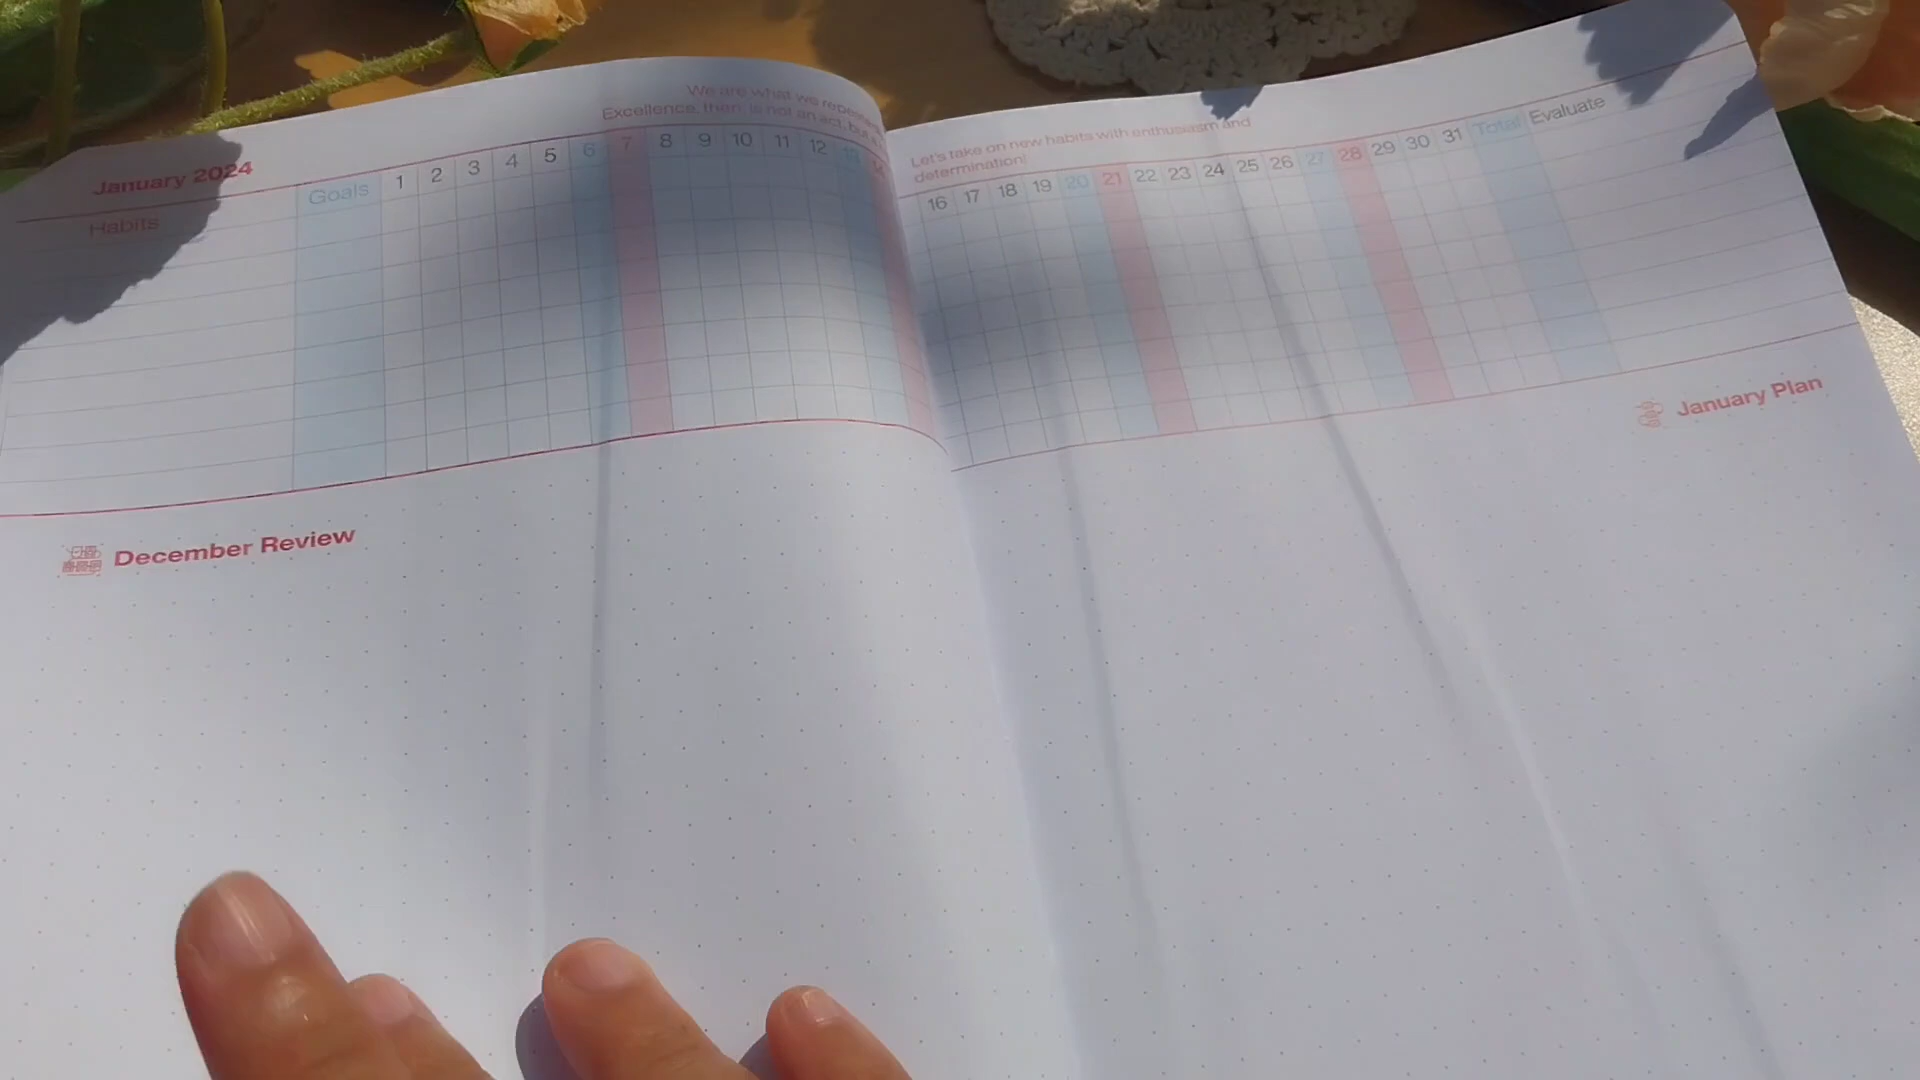 We are what we
Excellence, then, is not an act, but
January 2024
Goals 1 2 3 4 5 6 7 8 9 10 11 12 13
Habits
December Review
Let's take on new habits with enthusiasm and
determination!
16 17 18 19 20 21 22 23 24 25 26 27 28 29 30 31 Total Evaluate
January Plan